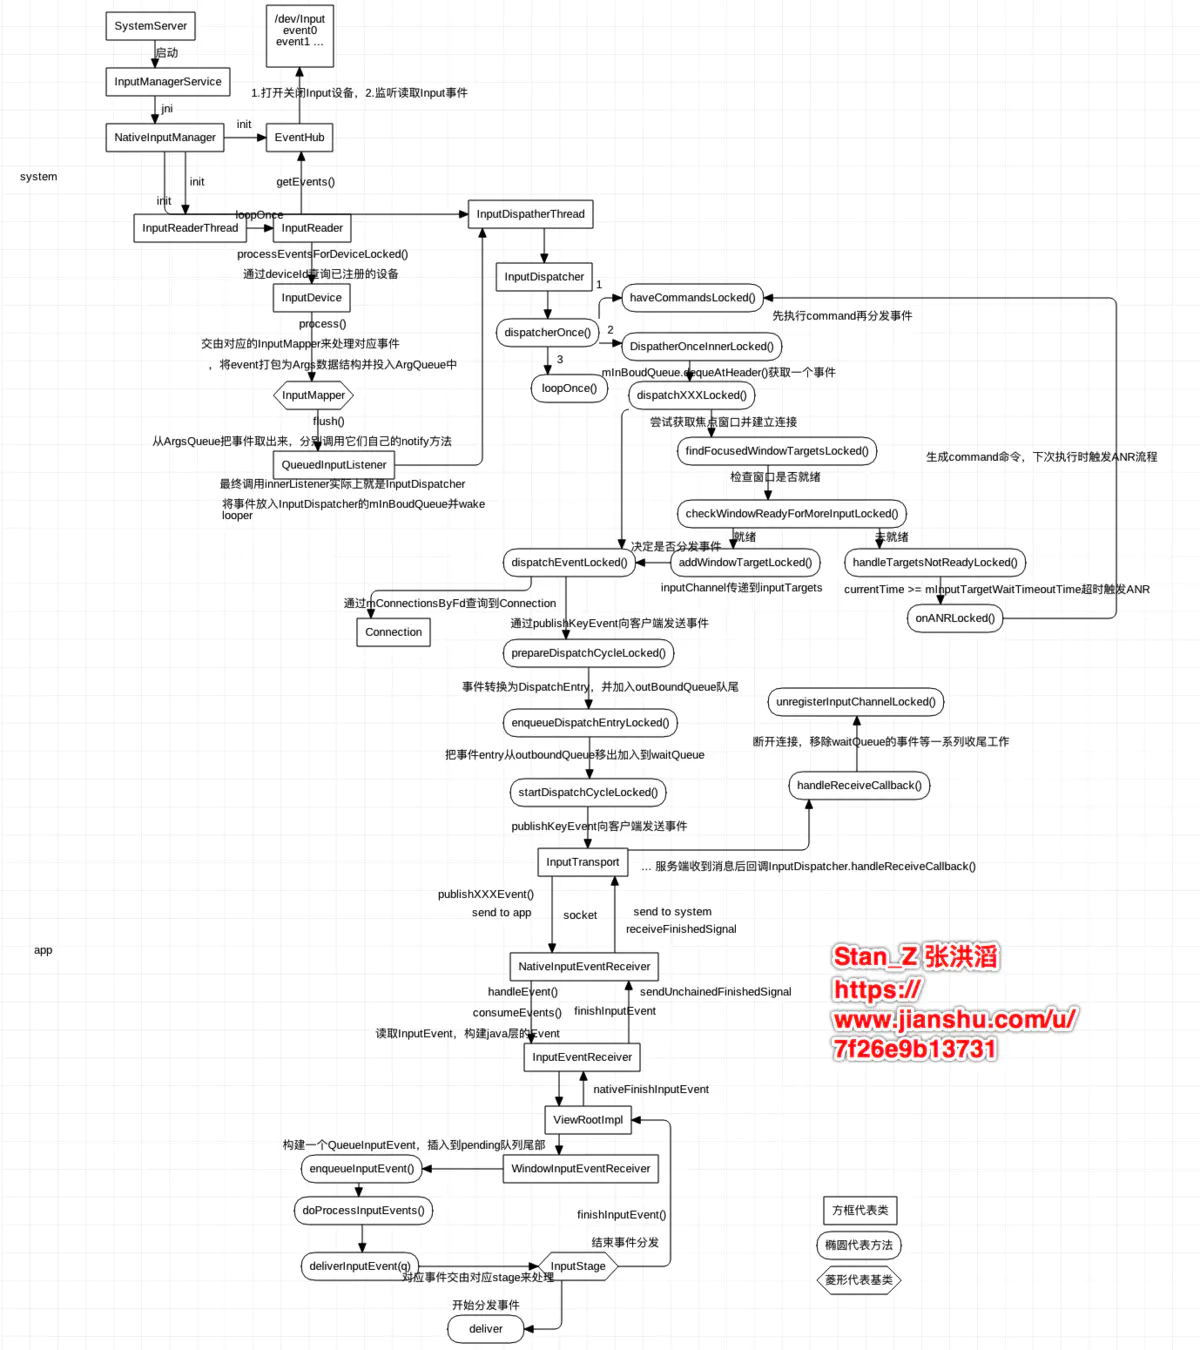 SystemServer
/dev/Input
event0
event1 ...
启动
InputManagerService
1.打开关闭Input设备，2.监听读取Input事件
jni
init
NativeInputManager
EventHub
system
init
getEvents()
init
loopOnce
InputDispatherThread
InputReaderThread
InputReader
processEventsForDeviceLocked()
通过deviceId查询已注册的设备
InputDispatcher
1
InputDevice
haveCommandsLocked()
process()
先执行command再分发事件
dispatcherOnce()
2
交由对应的InputMapper来处理对应事件
DispatherOnceInnerLocked()
3
，将event打包为Args数据结构并投入ArgQueue中
mInBoudQueue.dequeAtHeader()获取一个事件
loopOnce()
InputMapper
dispatchXXXLocked()
flush()
尝试获取焦点窗口并建立连接
从ArgsQueue把事件取出来，分别调用它们自己的notify方法
findFocusedWindowTargetsLocked()
生成command命令，下次执行时触发ANR流程
QueuedInputListener
检查窗口是否就绪
最终调用innerListener实际上就是InputDispatcher
将事件放入InputDispatcher的mInBoudQueue并wake
looper
checkWindowReadyForMoreInputLocked()
就绪
未就绪
决定是否分发事件
dispatchEventLocked()
addWindowTargetLocked()
handleTargetsNotReadyLocked()
inputChannel传递到inputTargets
currentTime >= mInputTargetWaitTimeoutTime超时触发ANR
通过mConnectionsByFd查询到Connection
onANRLocked()
通过publishKeyEvent向客户端发送事件
Connection
prepareDispatchCycleLocked()
事件转换为DispatchEntry，并加入outBoundQueue队尾
unregisterInputChannelLocked()
enqueueDispatchEntryLocked()
断开连接，移除waitQueue的事件等一系列收尾工作
把事件entry从outboundQueue移出加入到waitQueue
handleReceiveCallback()
startDispatchCycleLocked()
publishKeyEvent向客户端发送事件
InputTransport
... 服务端收到消息后回调InputDispatcher.handleReceiveCallback()
publishXXXEvent()
send to app
socket
send to system
receiveFinishedSignal
app
Stan_Z 张洪滔
https://
www.jianshu.com/u/
7f26e9b13731
NativeInputEventReceiver
handleEvent()
sendUnchainedFinishedSignal
consumeEvents()
finishInputEvent
读取InputEvent，构建java层的Event
InputEventReceiver
nativeFinishInputEvent
ViewRootImpl
构建一个QueueInputEvent，插入到pending队列尾部
enqueueInputEvent()
WindowInputEventReceiver
doProcessInputEvents()
finishInputEvent()
方框代表类
结束事件分发
椭圆代表方法
deliverInputEvent(q)
对应事件交由对应stage来处理
InputStage
菱形代表基类
开始分发事件
deliver